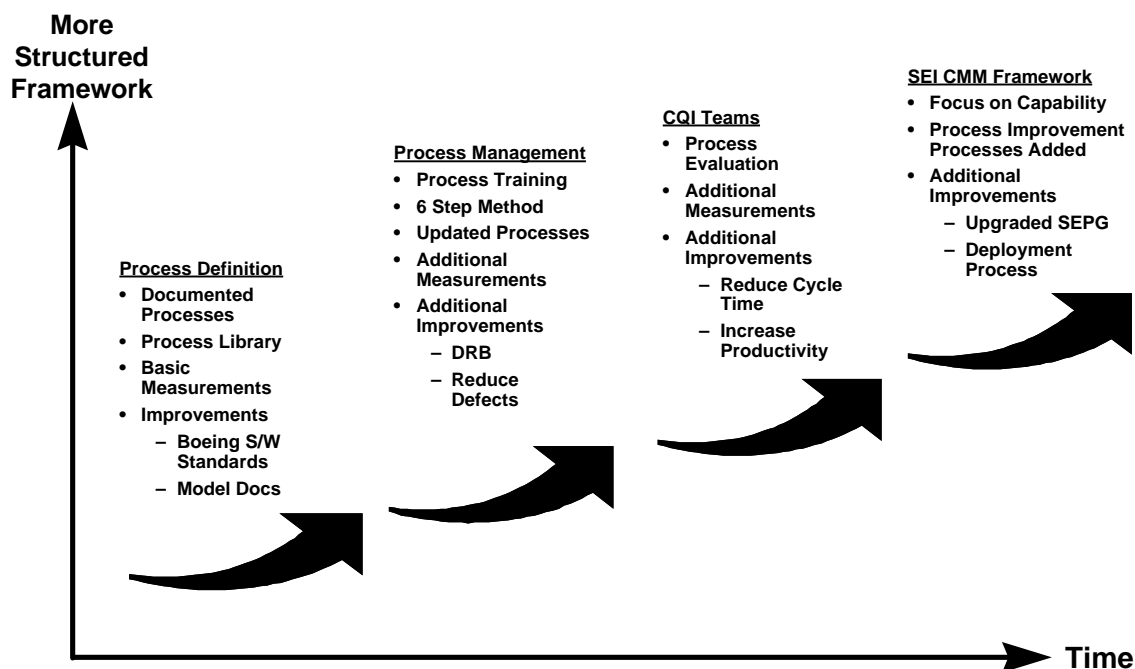 More
Structured
Framework
Process Definition
• Documented
Processes
• Process Library
• Basic
Measurements
• Improvements
– Boeing S/W
Standards
– Model Docs
Process Management
• Process Training
• 6 Step Method
• Updated Processes
• Additional
Measurements
• Additional
Improvements
– DRB
– Reduce
Defects
CQI Teams
• Process
Evaluation
• Additional
Measurements
• Additional
Improvements
– Reduce Cycle
Time
– Increase
Productivity
SEI CMM Framework
• Focus on Capability
• Process Improvement
Processes Added
• Additional
Improvements
– Upgraded SEPG
– Deployment
Process
Time